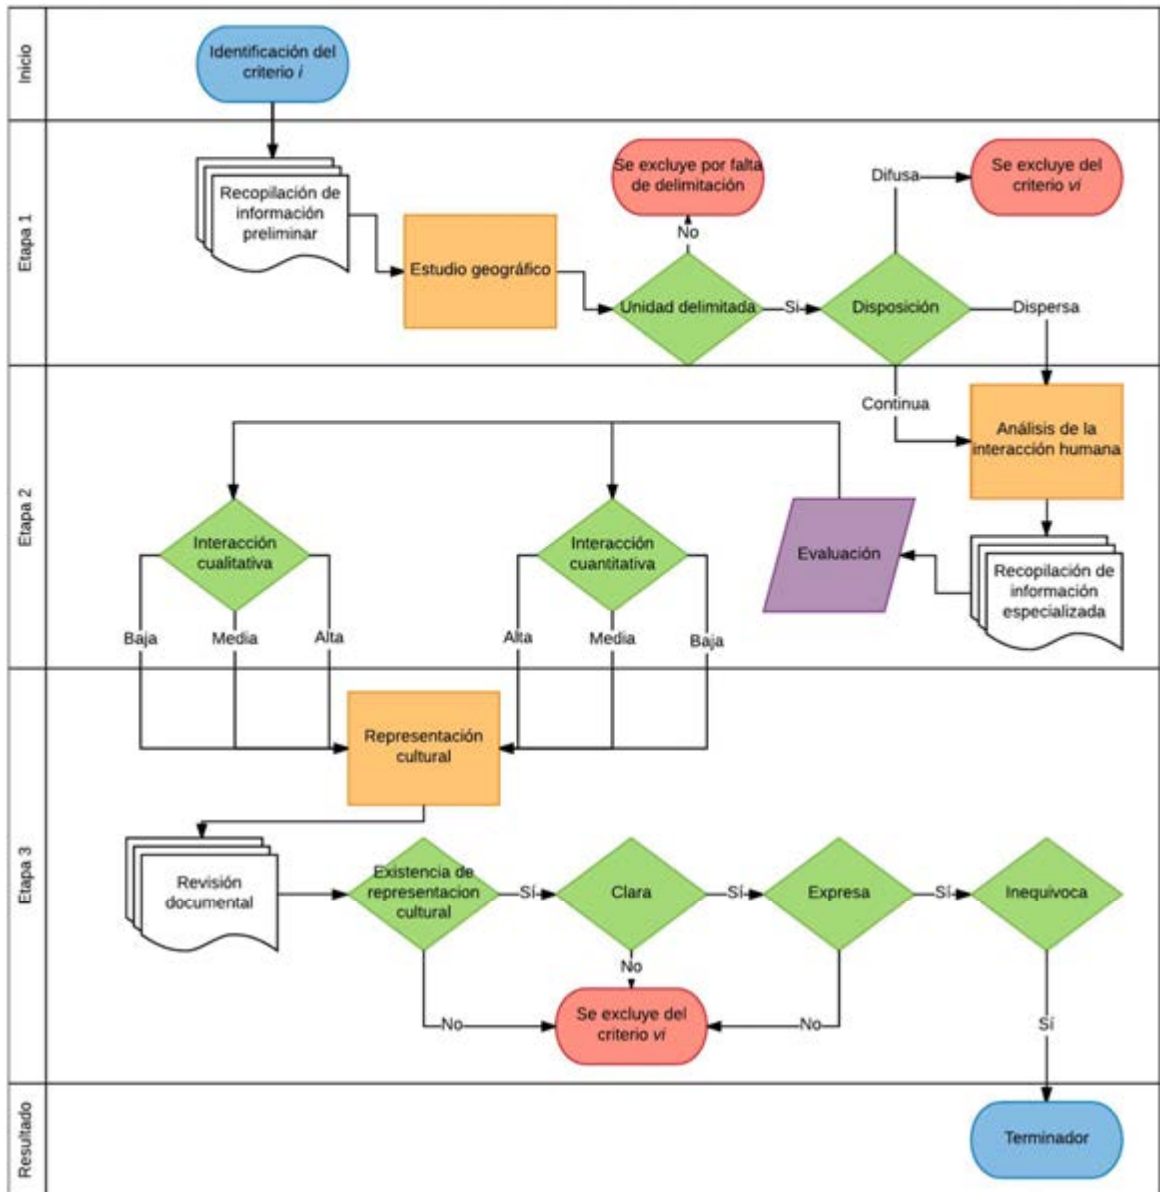 Inicio
Identificación del
criterio i
Etapa 1
Recopilación de
información
preliminar
Estudio geográfico
Se excluye por falta
de delimitación
No
Unidad delimitada
Si
Disposición
Difusa
Se excluye del
criterio vi
Dispersa
Etapa 2
Continua
Análisis de la
interacción humana
Recopilación de
información
especializada
Evaluación
Interacción
cualitativa
Baja
Media
Alta
Interacción
cuantitativa
Alta
Media
Baja
Etapa 3
Representación
cultural
Revisión
documental
Existencia de
representacion
cultural
Sí
Clara
Sí
Expresa
Sí
Inequivoca
No
No
No
Se excluye del
criterio vi
Sí
Resultado
Terminador